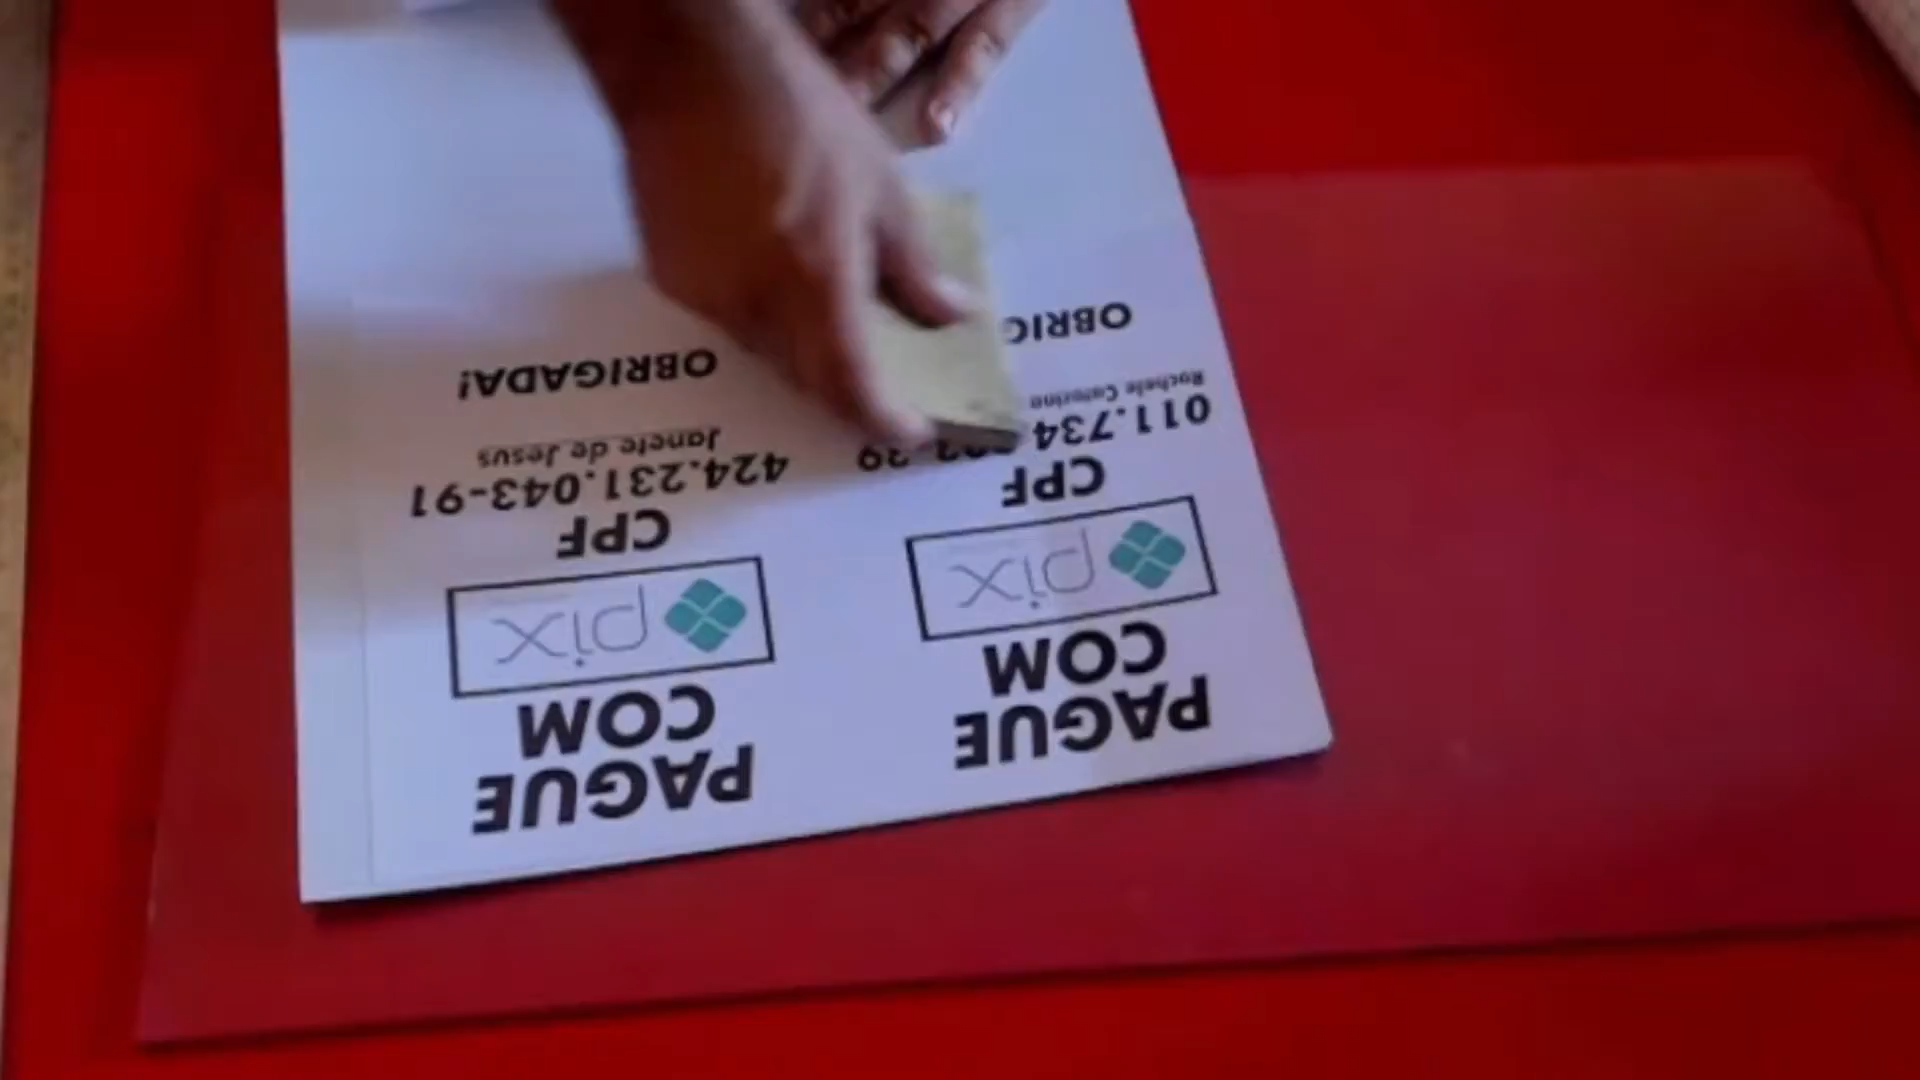 PAGUE
COM
pix
CPF
011.734
Rochele
OBRIG
PAGUE
COM
pix
CPF
424.231.043-91
Janete de Jesus
OBRIGADA!